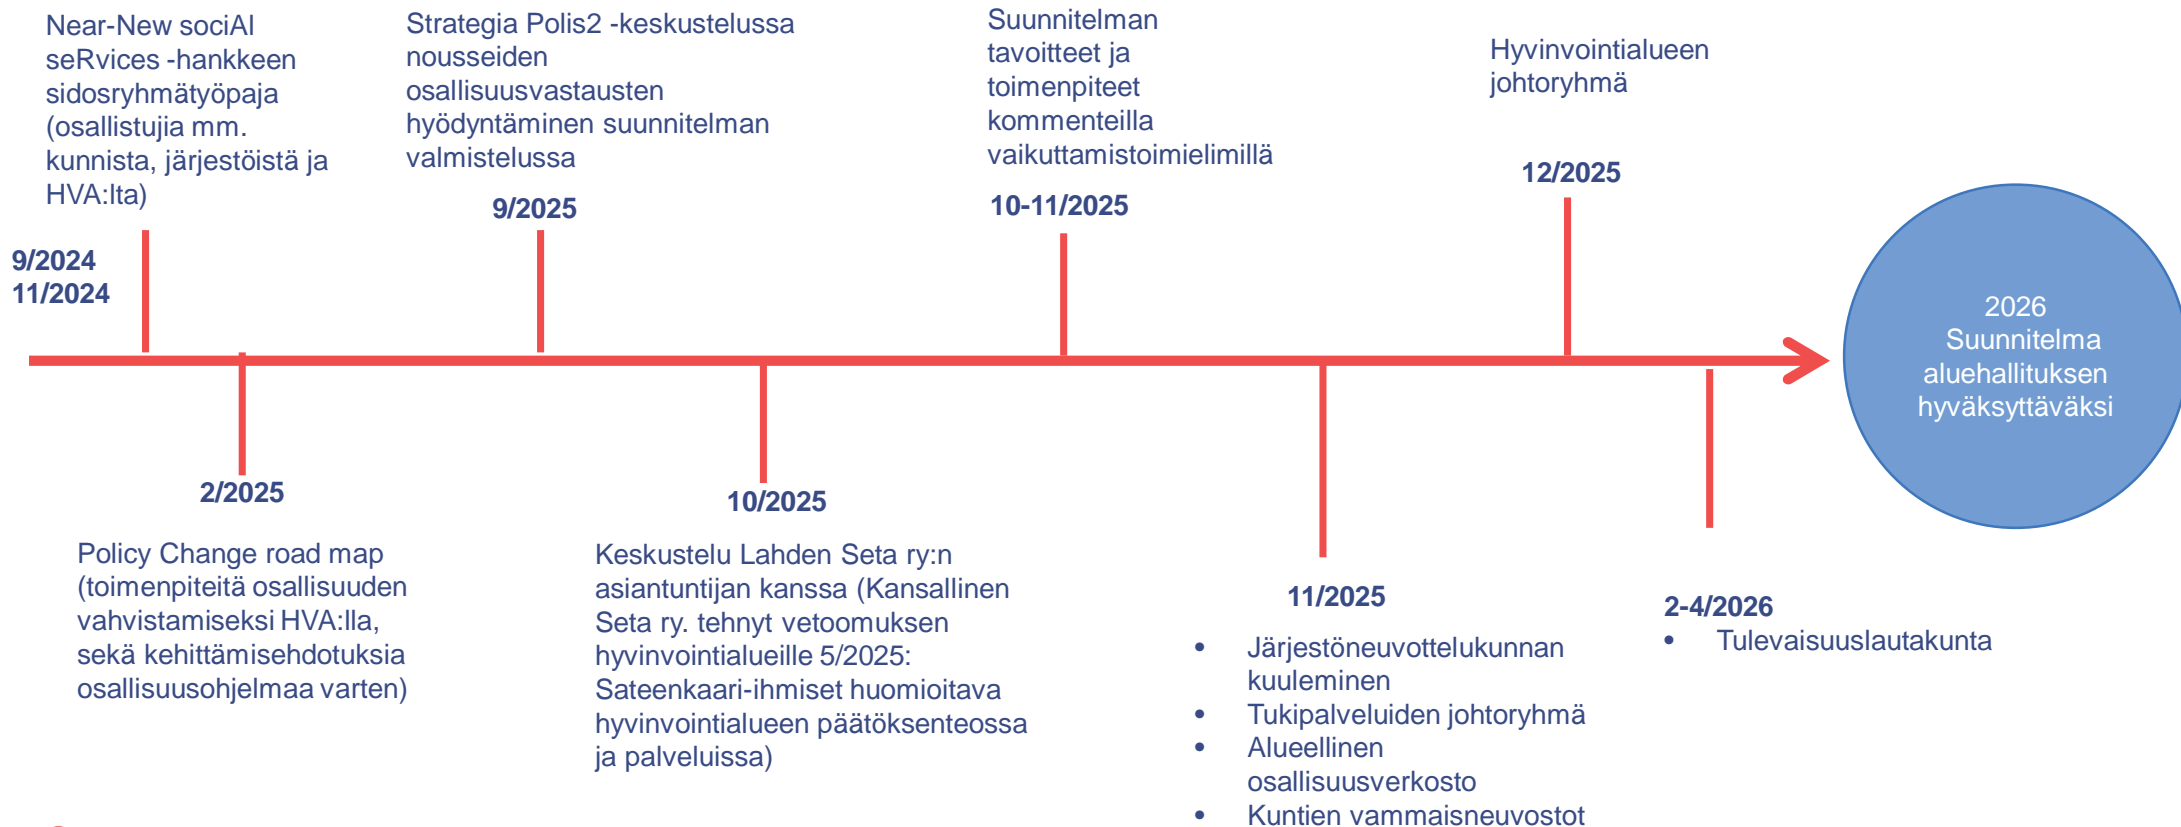 Near-New sociAl
seRvices -hankkeen
sidosryhmätyöpaja
(osallistujia mm.
kunnista, järjestöistä ja
HVA:lta)
9/2024
11/2024
Strategia Polis2 -keskustelussa
nousseiden
osallisuusvastausten
hyödyntäminen suunnitelman
valmistelussa
9/2025
Suunnitelman
tavoitteet ja
toimenpiteet
kommenteilla
vaikuttamistoimielimillä
10-11/2025
Hyvinvointialueen
johtoryhmä
12/2025
2026
Suunnitelma
aluehallituksen
hyväksyttäväksi
2/2025
Policy Change road map
(toimenpiteitä osallisuuden
vahvistamiseksi HVA:lla,
sekä kehittämisehdotuksia
osallisuusohjelmaa varten)
10/2025
Keskustelu Lahden Seta ry:n
asiantuntijan kanssa (Kansallinen
Seta ry. tehnyt vetoomuksen
hyvinvointialueille 5/2025:
Sateenkaari-ihmiset huomioitava
hyvinvointialueen päätöksenteossa
ja palveluissa)
11/2025
• Järjestöneuvottelukunnan
kuuleminen
• Tukipalveluiden johtoryhmä
• Alueellinen
osallisuusverkosto
• Kuntien vammaisneuvostot
2-4/2026
• Tulevaisuuslautakunta